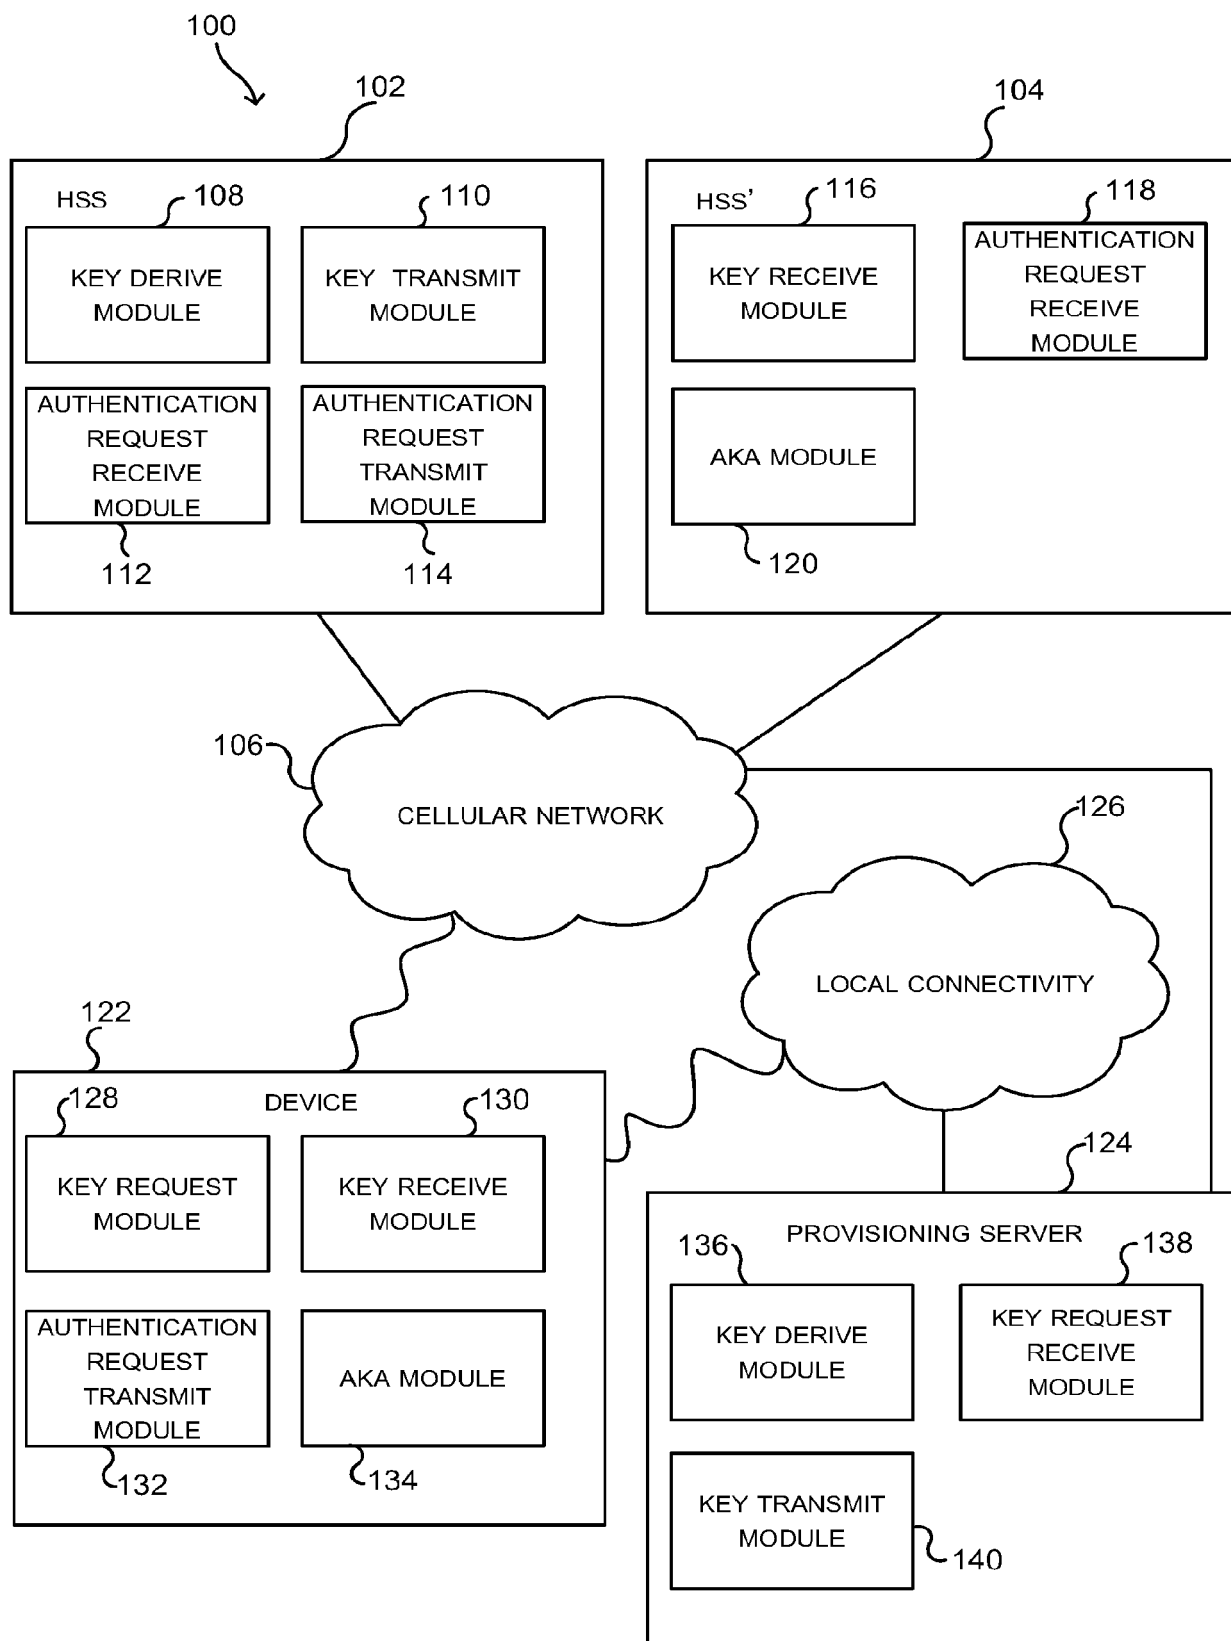 100
102
104
HSS
108
110
KEY DERIVE
MODULE
KEY TRANSMIT
MODULE
AUTHENTICATION
REQUEST
RECEIVE
MODULE
AUTHENTICATION
REQUEST
TRANSMIT
MODULE
112
114
HSS'
116
118
KEY RECEIVE
MODULE
AUTHENTICATION
REQUEST
RECEIVE
MODULE
AKA MODULE
120
106
CELLULAR NETWORK
126
LOCAL CONNECTIVITY
122
128
DEVICE
130
KEY REQUEST
MODULE
KEY RECEIVE
MODULE
AUTHENTICATION
REQUEST
TRANSMIT
MODULE
AKA MODULE
132
134
124
PROVISIONING SERVER
136
138
KEY DERIVE
MODULE
KEY REQUEST
RECEIVE
MODULE
KEY TRANSMIT
MODULE
140